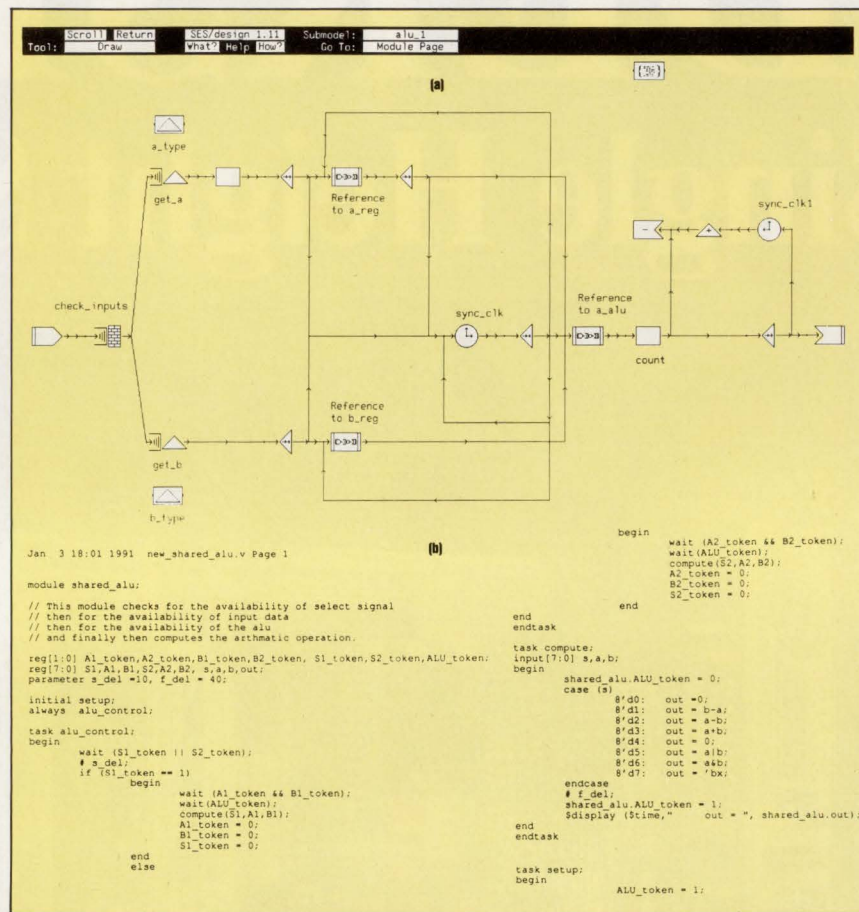 Scroll Return SES/design 1.11 Submodel: alu_1
Tool: Draw What? Help How? Go To: Module Page
(a)
a_type
get_a
Reference
to a_reg
sync_clk1
check_inputs
sync_clk
Reference
to a_alu
count
Reference
to b_reg
get_b
b_type
(b)
Jan 3 18:01 1991 new_shared_alu.v Page 1
module shared_alu;
// This module checks for the availability of select signal
// then for the availability of input data
// then for the availability of the alu
// and finally then computes the arthmatic operation.
reg[1:0] A1_token,A2_token,B1_token,B2_token, S1_token,S2_token,ALU_token;
reg[7:0] S1,A1,B1,S2,A2,B2, s,a,b,out;
parameter s_del =10, f_del = 40;
initial setup;
always alu_control;
task alu_control;
begin
wait (S1_token || S2_token);
# s_del;
if (S1_token == 1)
begin
wait (A1_token && B1_token);
wait(ALU_token);
compute(S1,A1,B1);
A1_token = 0;
B1_token = 0;
S1_token = 0;
end
else
begin
wait (A2_token && B2_token);
wait(ALU_token);
compute(S2,A2,B2);
A2_token = 0;
B2_token = 0;
S2_token = 0;
end
end
endtask
task compute;
input[7:0] s,a,b;
begin
shared_alu.ALU_token = 0;
case (s)
8'd0: out =0;
8'd1: out = b-a;
8'd2: out = a-b;
8'd3: out = a+b;
8'd4: out = 0;
8'd5: out = a|b;
8'd6: out = a&b;
8'd7: out = 'bx;
endcase
# f_del;
shared_alu.ALU_token = 1;
$display ($time," out = ", shared_alu.out);
end
endtask
task setup;
begin
ALU_token = 1;